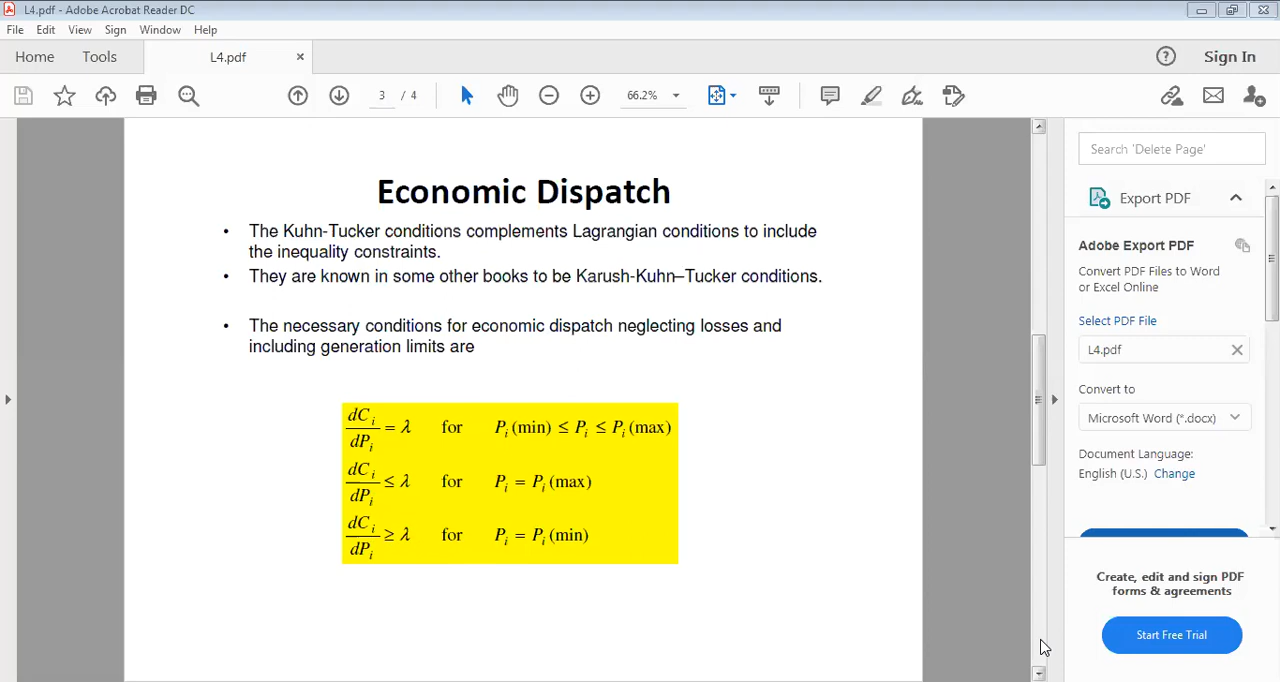 L4.pdf - Adobe Acrobat Reader DC
File Edit View Sign Window Help
Home Tools L4.pdf × ? Sign In
3 / 4 66.2%
Search 'Delete Page'
Export PDF
Adobe Export PDF
Convert PDF Files to Word
or Excel Online
Select PDF File
L4.pdf
Convert to
Microsoft Word (*.docx)
Document Language:
English (U.S.) Change
Create, edit and sign PDF
forms & agreements
Start Free Trial
Economic Dispatch
• The Kuhn-Tucker conditions complements Lagrangian conditions to include
the inequality constraints.
• They are known in some other books to be Karush-Kuhn–Tucker conditions.
• The necessary conditions for economic dispatch neglecting losses and
including generation limits are
dC_i/dP_i = λ for P_i (min) ≤ P_i ≤ P_i (max)
dC_i/dP_i ≤ λ for P_i = P_i (max)
dC_i/dP_i ≥ λ for P_i = P_i (min)